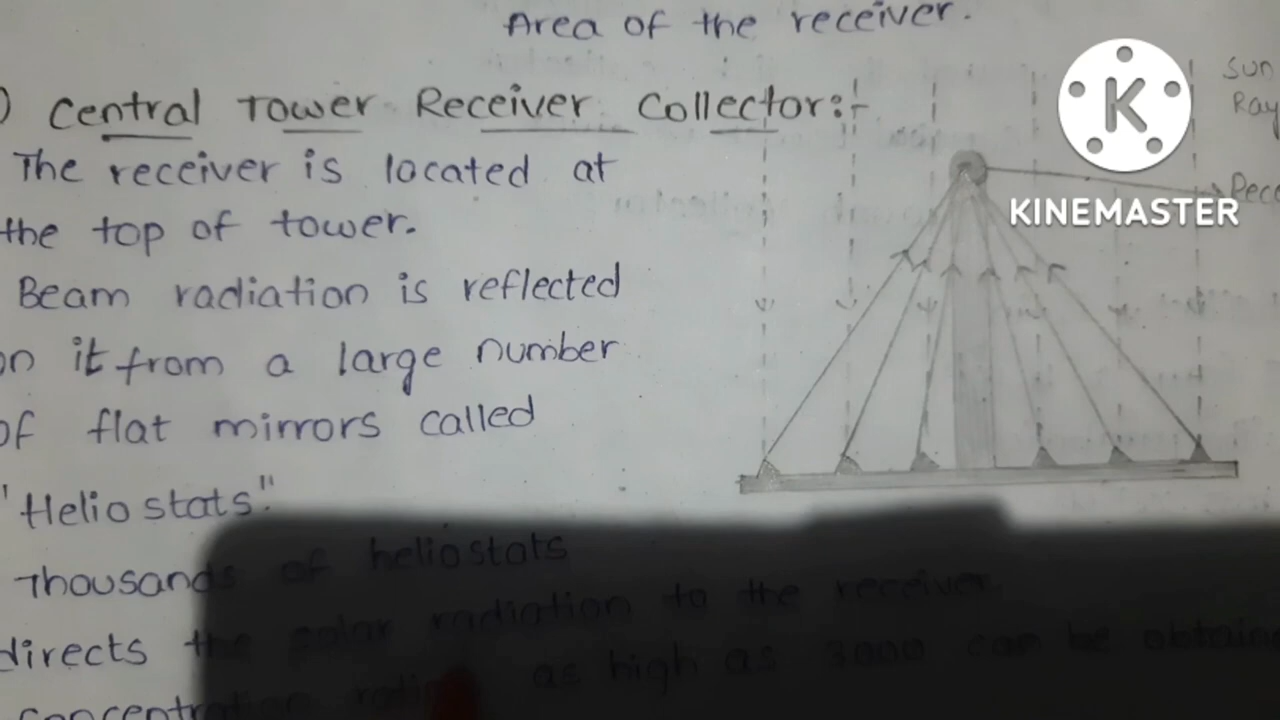 Area of the receiver.
) Central Tower Receiver Collector:-
The receiver is located at
the top of tower.
Beam radiation is reflected
on it from a large number
of flat mirrors called
"Heliostats".
Thousands of heliostats
directs the solar radiation to the receiver.
as high as 3000 can be
Sun
Ray
KINEMASTER